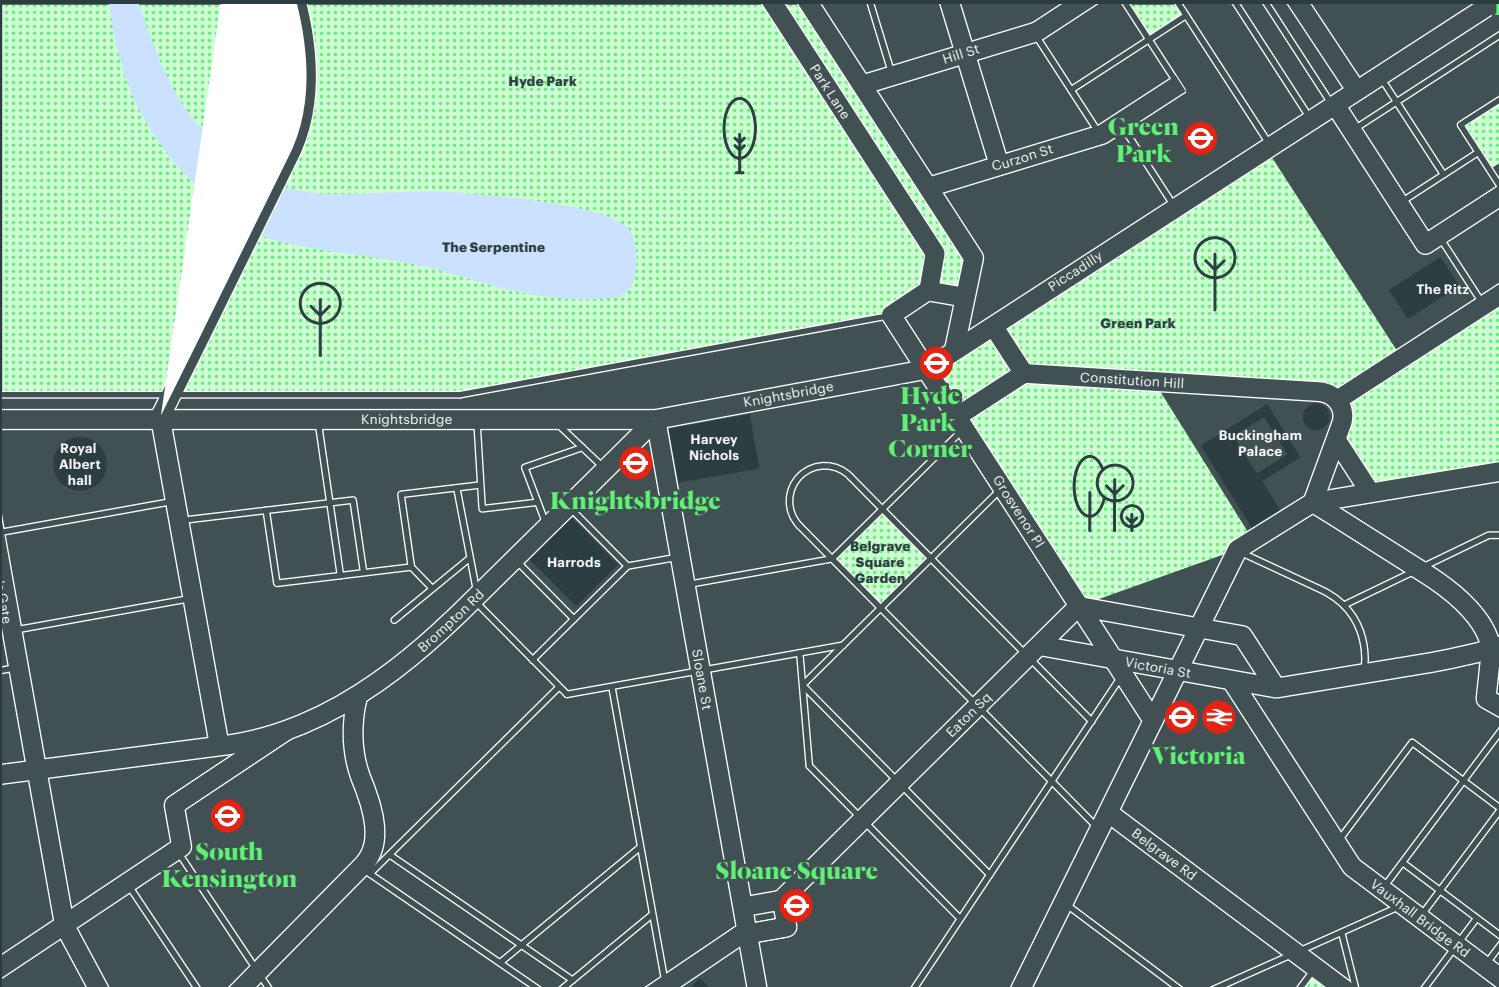 Hyde Park
Park Lane
Hill St
Green
Park
Curzon St
The Serpentine
Piccadilly
The Ritz
Green Park
Constitution Hill
Knightsbridge
Knightsbridge
Hyde
Park
Corner
Royal
Albert
hall
Harvey
Nichols
Buckingham
Palace
Knightsbridge
Grosvenor Pl
Harrods
Belgrave
Square
Garden
Gate
Brompton Rd
Sloane St
Victoria St
Eaton Sq
Victoria
South
Kensington
Sloane Square
Belgrave Rd
Vauxhall Bridge Rd